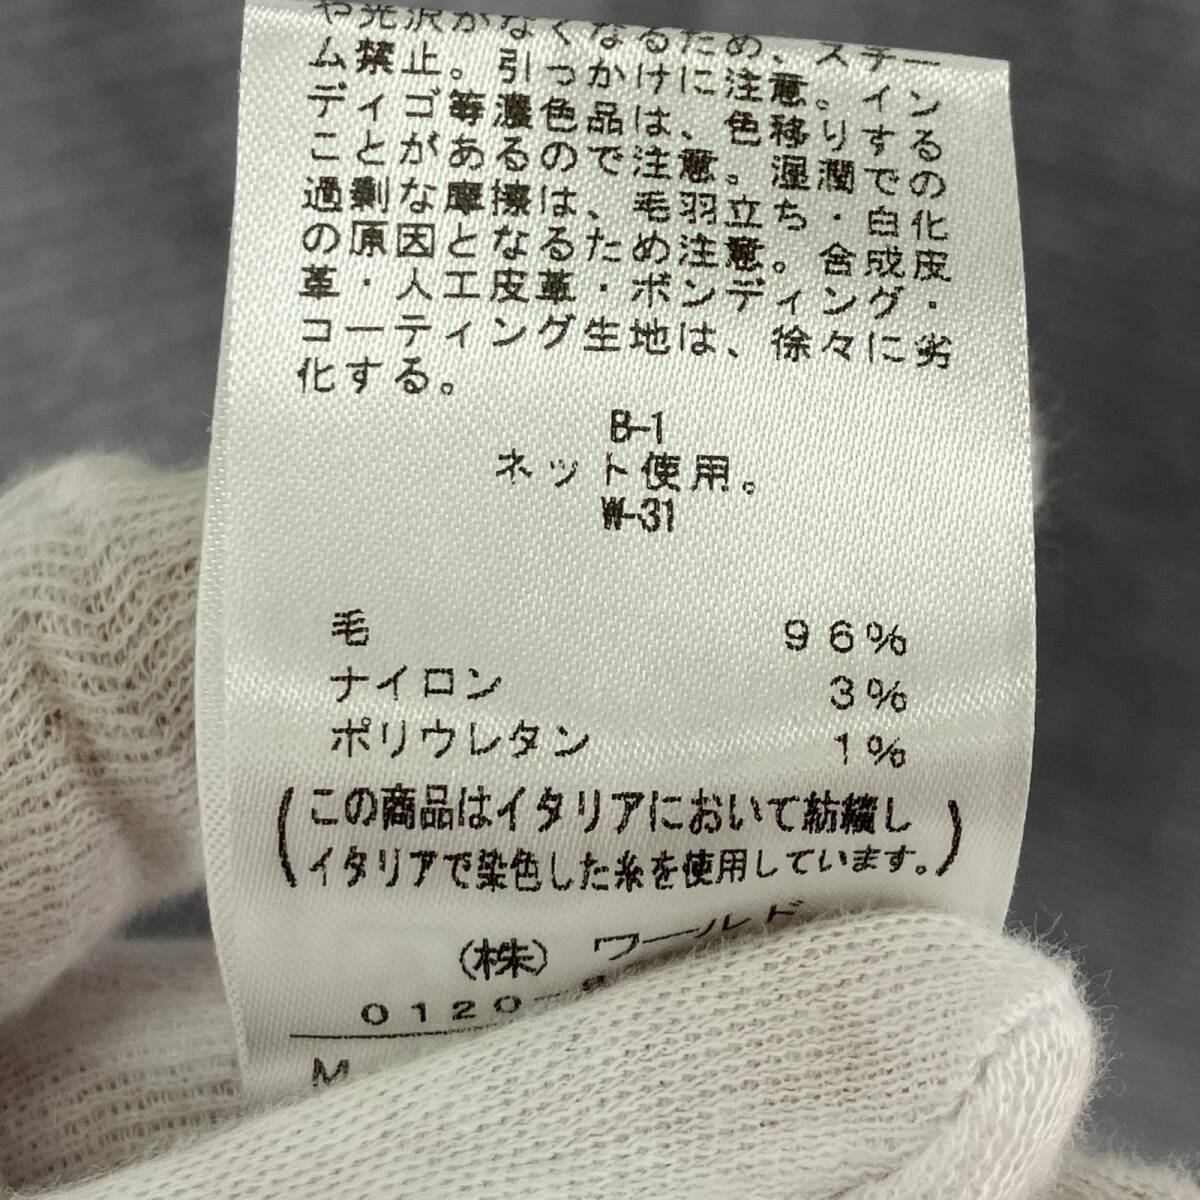 や光沢がなくなるため、スチー
ム禁止。引っかけに注意。イン
ディゴ等濃色品は、色移りする
ことがあるので注意。湿潤での
過剰な摩擦は、毛羽立ち・白化
の原因となるため注意。合成皮
革・人工皮革・ボンディング・
コーティング生地は、徐々に劣
化する。
B-1
ネット使用。
W-31
毛 96%
ナイロン 3%
ポリウレタン 1%
(この商品はイタリアにおいて紡績し
イタリアで染色した糸を使用しています。)
(株) ワールド
0120-
M